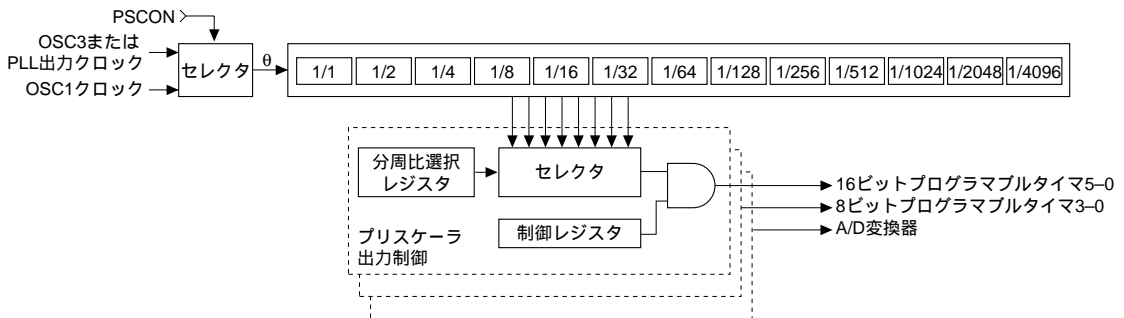 PSCON
OSC3または
PLL出力クロック
OSC1クロック
セレクタ
θ
1/1 1/2 1/4 1/8 1/16 1/32 1/64 1/128 1/256 1/512 1/1024 1/2048 1/4096
分周比選択
レジスタ
セレクタ
制御レジスタ
プリスケーラ
出力制御
16ビットプログラマブルタイマ5–0
8ビットプログラマブルタイマ3–0
A/D変換器